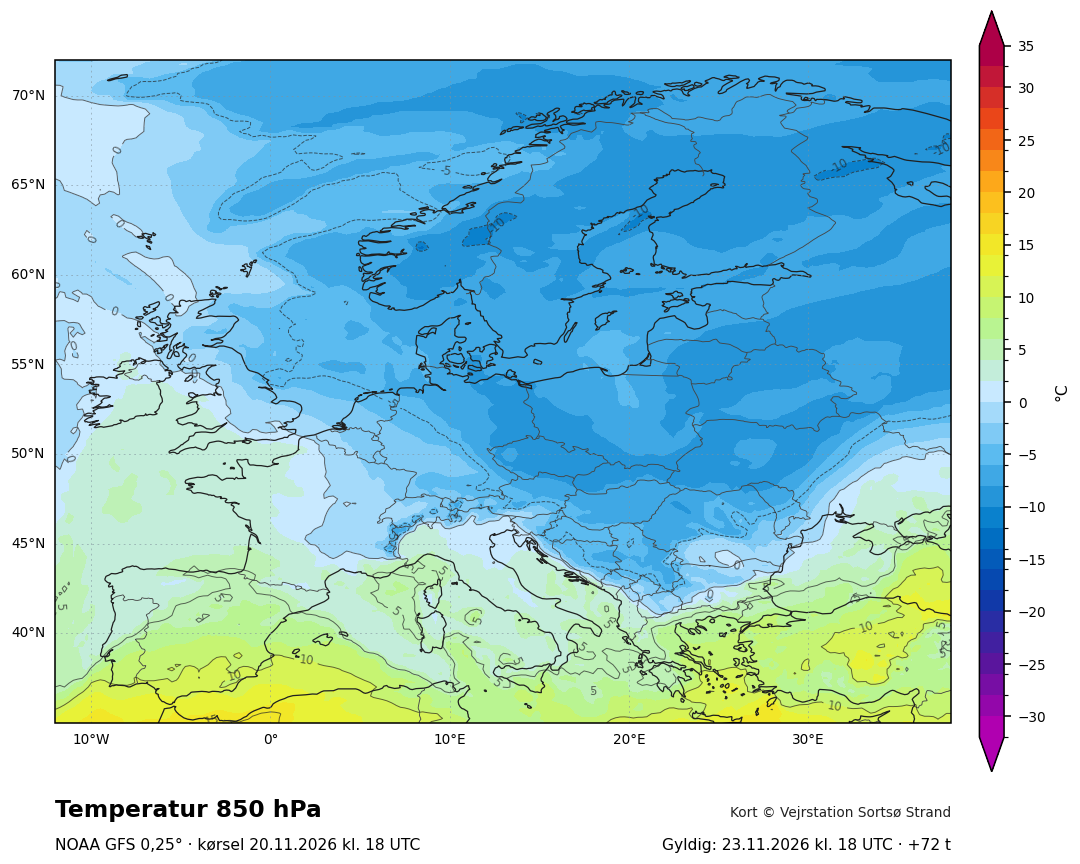 70°N
65°N
60°N
55°N
50°N
45°N
40°N
10°W
0°
10°E
20°E
30°E
35
30
25
20
15
10
5
0
−5
−10
−15
−20
−25
−30
°C
Temperatur 850 hPa
Kort © Vejrstation Sortsø Strand
NOAA GFS 0,25° · kørsel 20.11.2026 kl. 18 UTC
Gyldig: 23.11.2026 kl. 18 UTC · +72 t